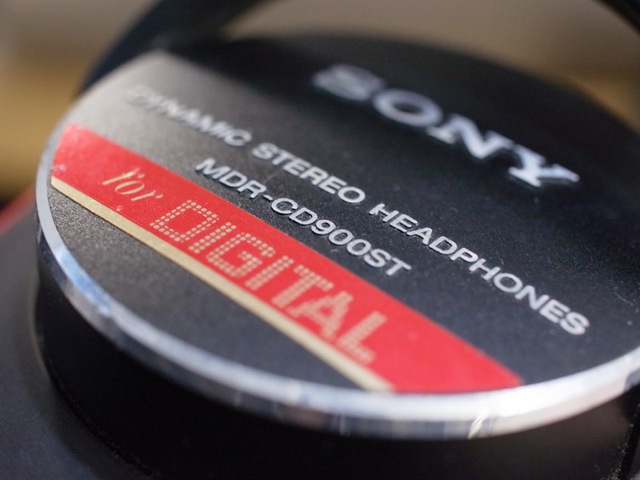 SONY
DYNAMIC STEREO HEADPHONES
MDR-CD900ST
for DIGITAL